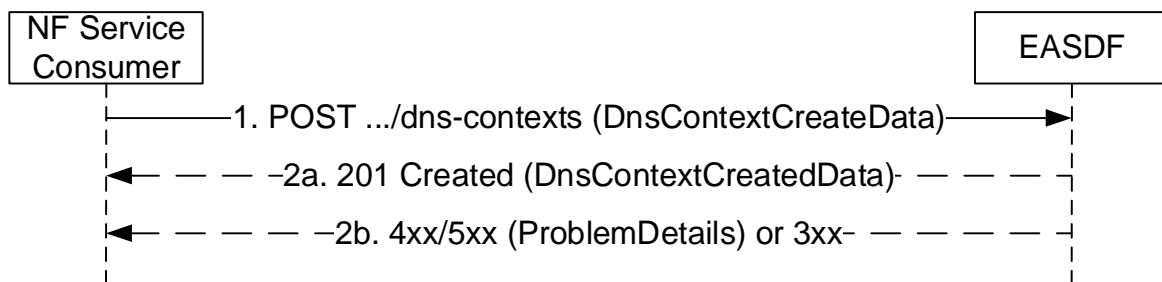 NF Service
Consumer
EASDF
1. POST .../dns-contexts (DnsContextCreateData)
2a. 201 Created (DnsContextCreatedData)
2b. 4xx/5xx (ProblemDetails) or 3xx